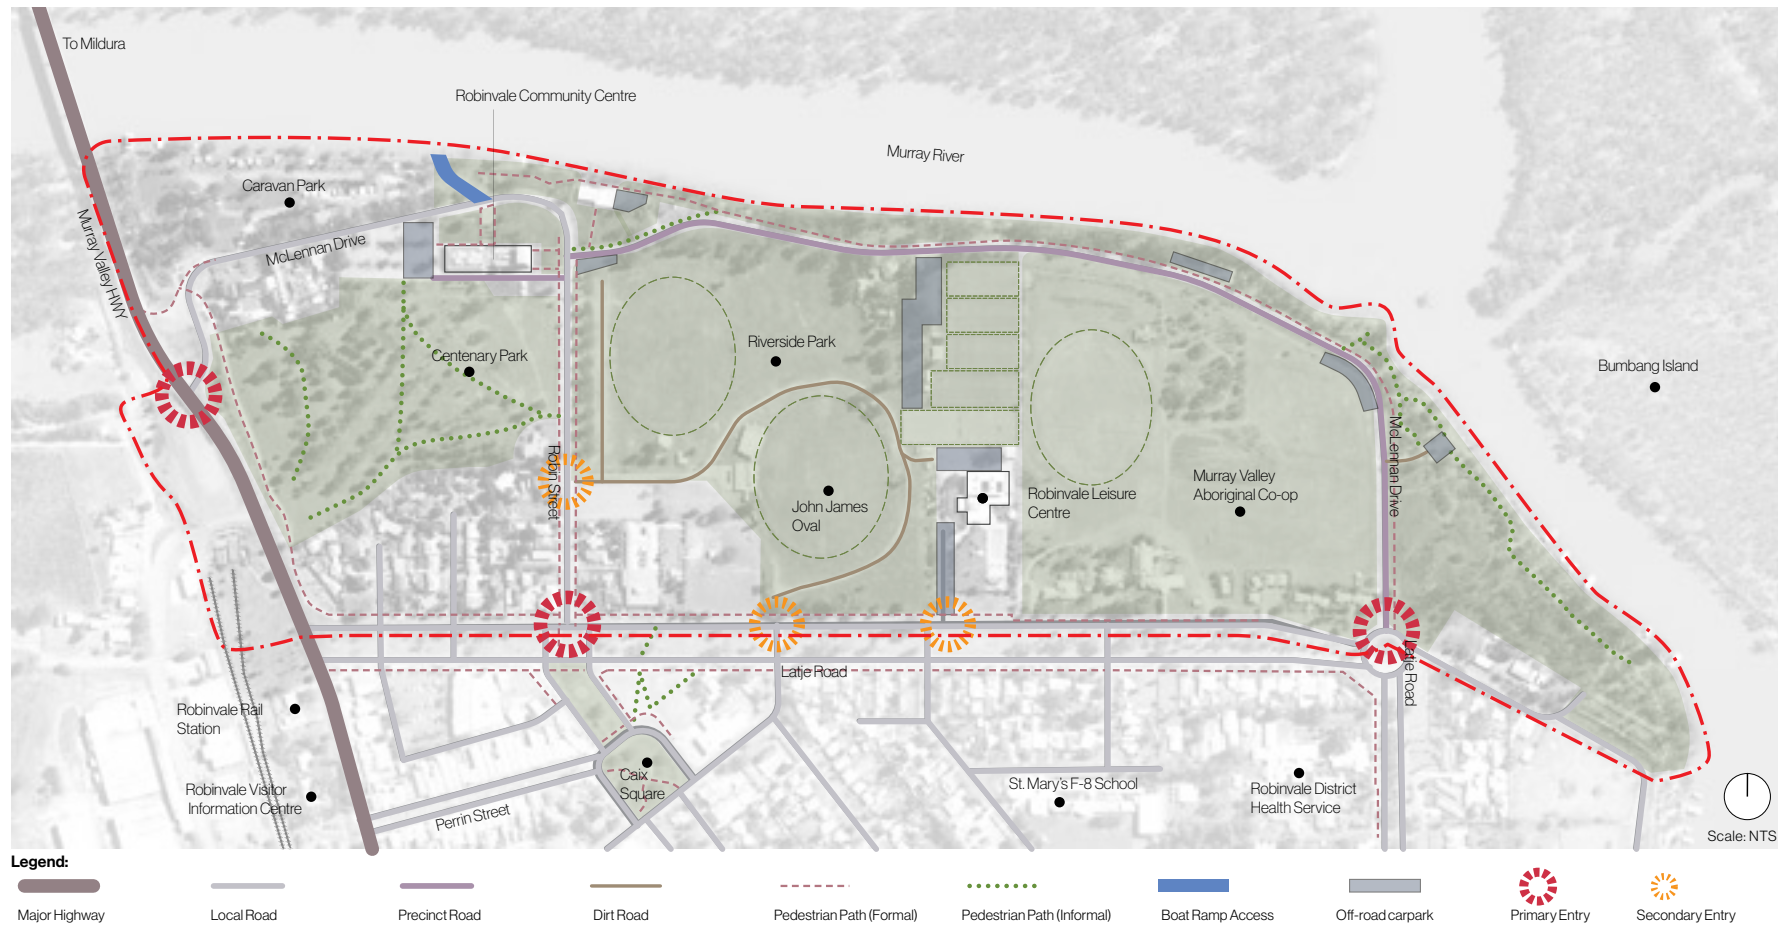 To Mildura
Robinvale Community Centre
Murray River
Caravan Park
Murray Valley HWY
McLennan Drive
Centenary Park
Riverside Park
Bumbang Island
Robin Street
John James
Oval
Robinvale Leisure
Centre
Murray Valley
Aboriginal Co-op
McLennan Drive
Latje Road
Latje Road
Robinvale Rail
Station
Robinvale Visitor
Information Centre
Perrin Street
Caix
Square
St. Mary's F-8 School
Robinvale District
Health Service
Scale: NTS
Legend:
Major Highway
Local Road
Precinct Road
Dirt Road
Pedestrian Path (Formal)
Pedestrian Path (Informal)
Boat Ramp Access
Off-road carpark
Primary Entry
Secondary Entry